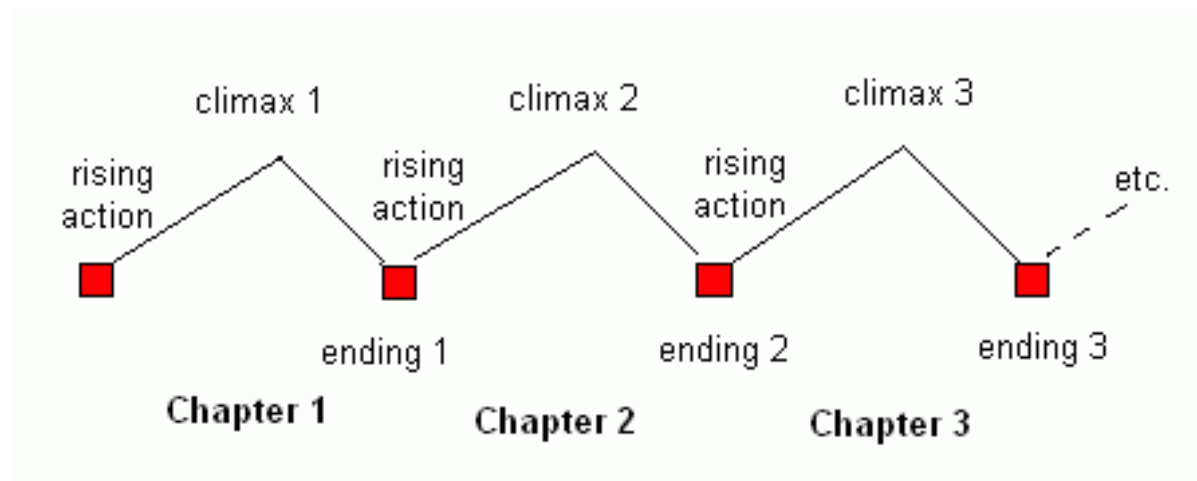 climax 1
climax 2
climax 3
rising
action
rising
action
rising
action
etc.
ending 1
ending 2
ending 3
Chapter 1
Chapter 2
Chapter 3